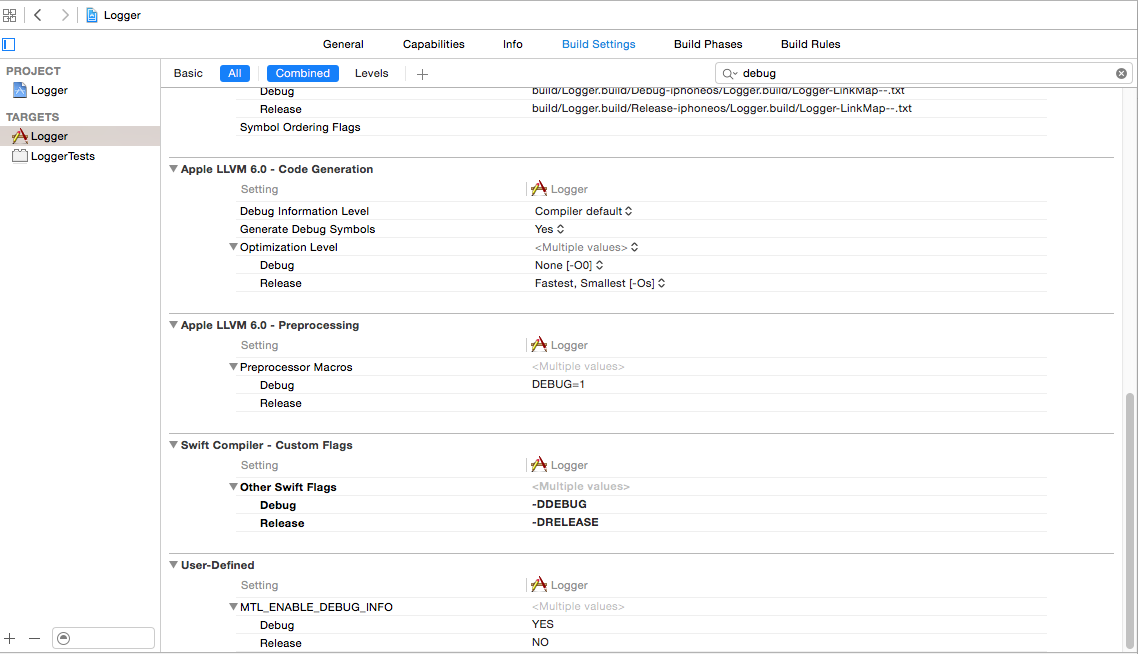 Logger
General Capabilities Info Build Settings Build Phases Build Rules
PROJECT
Logger
TARGETS
Logger
LoggerTests
Basic All Combined Levels + debug
Debug build/Logger.build/Debug-iphoneos/Logger.build/Logger-LinkMap--.txt
Release build/Logger.build/Release-iphoneos/Logger.build/Logger-LinkMap--.txt
Symbol Ordering Flags
Apple LLVM 6.0 - Code Generation
Setting Logger
Debug Information Level Compiler default
Generate Debug Symbols Yes
Optimization Level <Multiple values>
Debug None [-O0]
Release Fastest, Smallest [-Os]
Apple LLVM 6.0 - Preprocessing
Setting Logger
Preprocessor Macros <Multiple values>
Debug DEBUG=1
Release
Swift Compiler - Custom Flags
Setting Logger
Other Swift Flags <Multiple values>
Debug -DDEBUG
Release -DRELEASE
User-Defined
Setting Logger
MTL_ENABLE_DEBUG_INFO <Multiple values>
Debug YES
Release NO